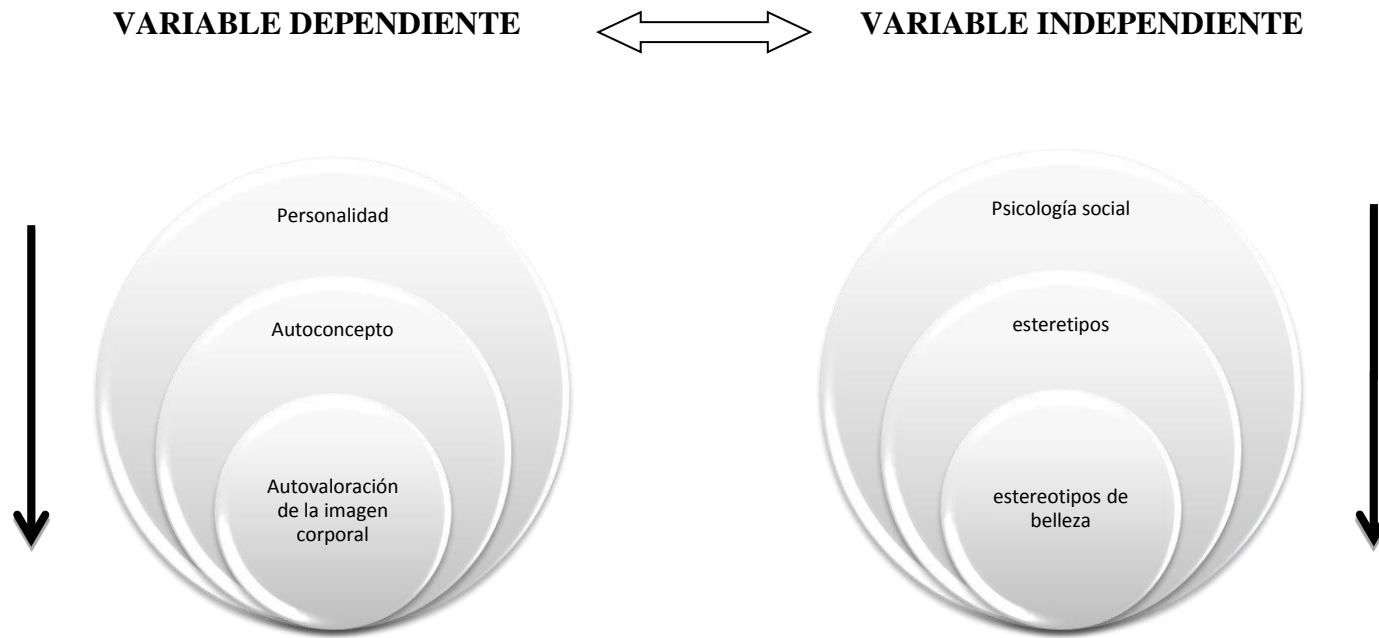 VARIABLE DEPENDIENTE
VARIABLE INDEPENDIENTE
Personalidad
Autoconcepto
Autovaloración
de la imagen
corporal
Psicología social
esteretipos
estereotipos de
belleza